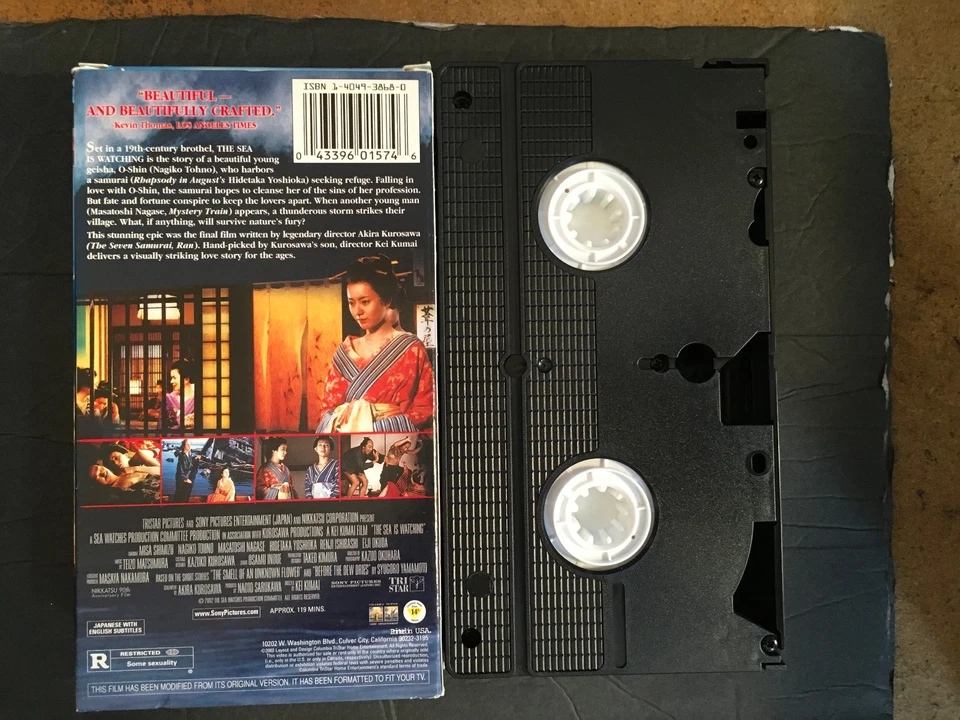 "BEAUTIFUL —
AND BEAUTIFULLY CRAFTED."
-Kevin Thomas, LOS ANGELES TIMES
ISBN 1-4049-3868-0
0 43396 01574 6
Set in a 19th-century brothel, THE SEA
IS WATCHING is the story of a beautiful young
geisha, O-Shin (Nagiko Tohno), who harbors
a samurai (Rhapsody in August's Hidetaka Yoshioka) seeking refuge. Falling in
love with O-Shin, the samurai hopes to cleanse her of the sins of her profession.
But fate and fortune conspire to keep the lovers apart. When another young man
(Masatoshi Nagase, Mystery Train) appears, a thunderous storm strikes their
village. What, if anything, will survive nature's fury?
This stunning epic was the final film written by legendary director Akira Kurosawa
(The Seven Samurai, Ran). Hand-picked by Kurosawa's son, director Kei Kumai
delivers a visually striking love story for the ages.
TRISTAR PICTURES AND SONY PICTURES ENTERTAINMENT (JAPAN) AND NIKKATSU CORPORATION PRESENT
A SEA WATCHES PRODUCTION COMMITTEE PRODUCTION IN ASSOCIATION WITH KUROSAWA PRODUCTIONS A KEI KUMAI FILM "THE SEA IS WATCHING"
MISA SHIMIZU NAGIKO TOHNO MASATOSHI NAGASE HIDETAKA YOSHIOKA RENJI ISHIBASHI EIJI OKUDA
TEIZO MATSUMURA KAZUKO KUROSAWA OSAMU INOUE TAKEO KIMURA KAZUO OKUHARA
MASAYA NAKAMURA BASED ON THE SHORT STORIES "THE SMELL OF AN UNKNOWN FLOWER" AND "BEFORE THE DEW DRIES" BY SYUGORO YAMAMOTO
NIKKATSU 90th
Anniversary Film
AKIRA KUROSAWA NAOTO SARUKAWA KEI KUMAI
SONY PICTURES
ENTERTAINMENT (JAPAN) INC.
TRI
STAR
© 2002 THE SEA WATCHES PRODUCTION COMMITTEE ALL RIGHTS RESERVED
www.SonyPictures.com
APPROX. 119 MINS.
Printed in U.S.A.
JAPANESE WITH
ENGLISH SUBTITLES
10202 W. Washington Blvd., Culver City, California 90232-3195
R
RESTRICTED
Some sexuality
THIS FILM HAS BEEN MODIFIED FROM ITS ORIGINAL VERSION. IT HAS BEEN FORMATTED TO FIT YOUR TV.